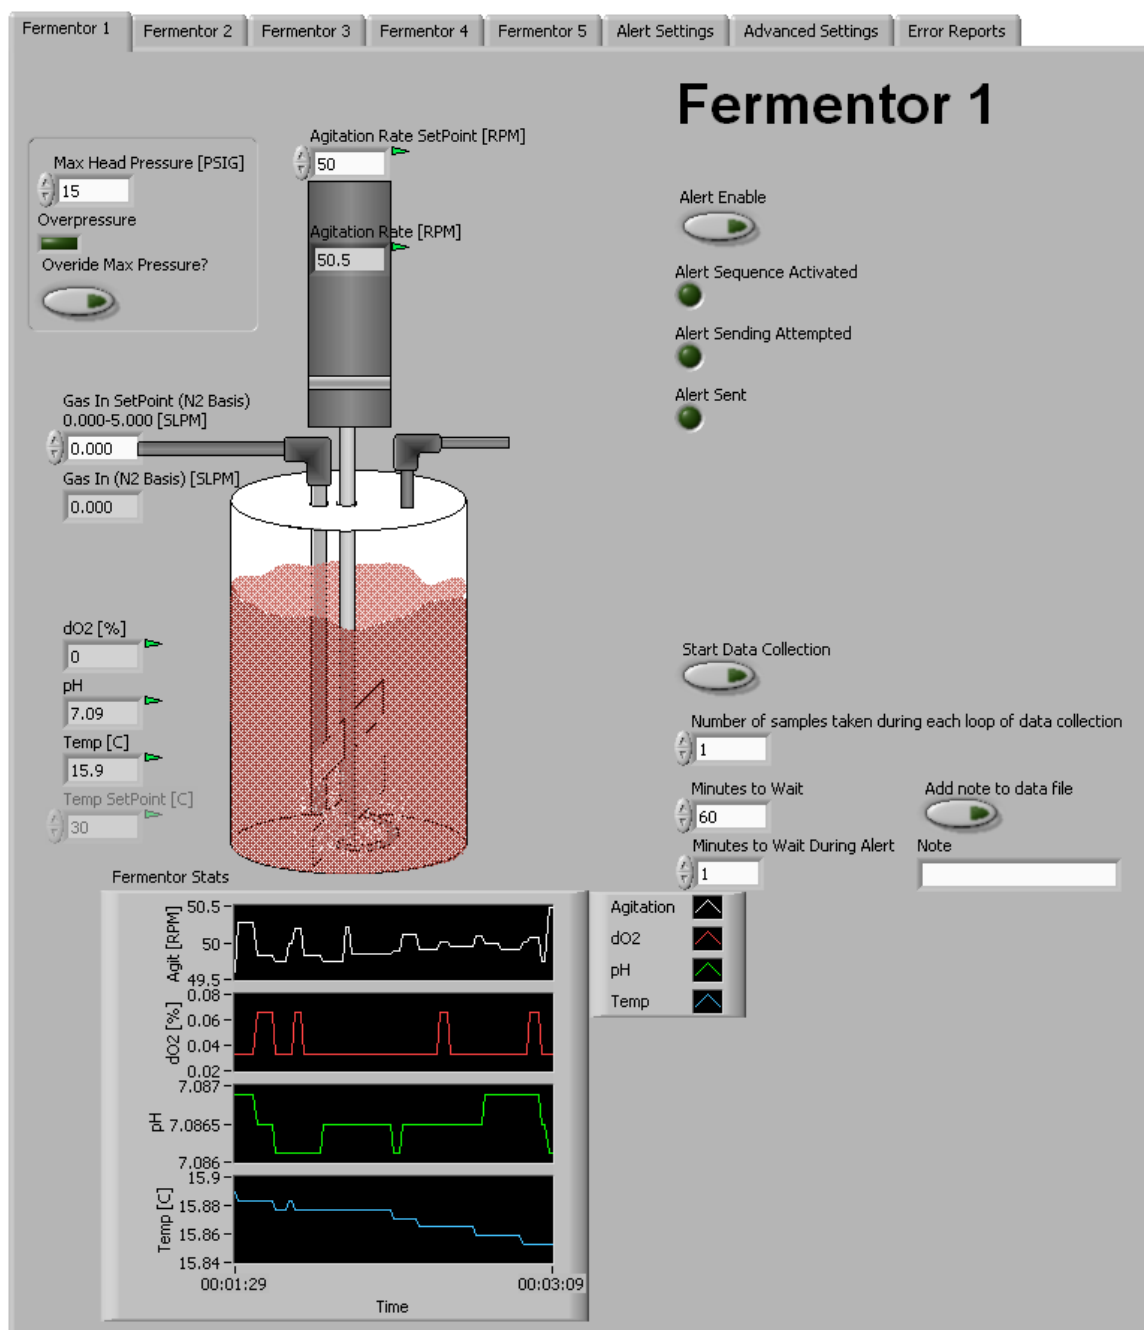 Fermentor 1
Fermentor 2
Fermentor 3
Fermentor 4
Fermentor 5
Alert Settings
Advanced Settings
Error Reports
Fermentor 1
Max Head Pressure [PSIG]
15
Overpressure
Overide Max Pressure?
Agitation Rate SetPoint [RPM]
50
Agitation Rate [RPM]
50.5
Alert Enable
Alert Sequence Activated
Alert Sending Attempted
Alert Sent
Gas In SetPoint (N2 Basis)
0.000-5.000 [SLPM]
0.000
Gas In (N2 Basis) [SLPM]
0.000
dO2 [%]
0
pH
7.09
Temp [C]
15.9
Temp SetPoint [C]
30
Start Data Collection
Number of samples taken during each loop of data collection
1
Minutes to Wait
60
Add note to data file
Minutes to Wait During Alert
1
Note
Fermentor Stats
Agit [RPM]
50.5
50
49.5
dO2 [%]
0.08
0.06
0.04
0.02
pH
7.087
7.0865
7.086
Temp [C]
15.9
15.88
15.86
15.84
00:01:29
00:03:09
Time
Agitation
dO2
pH
Temp